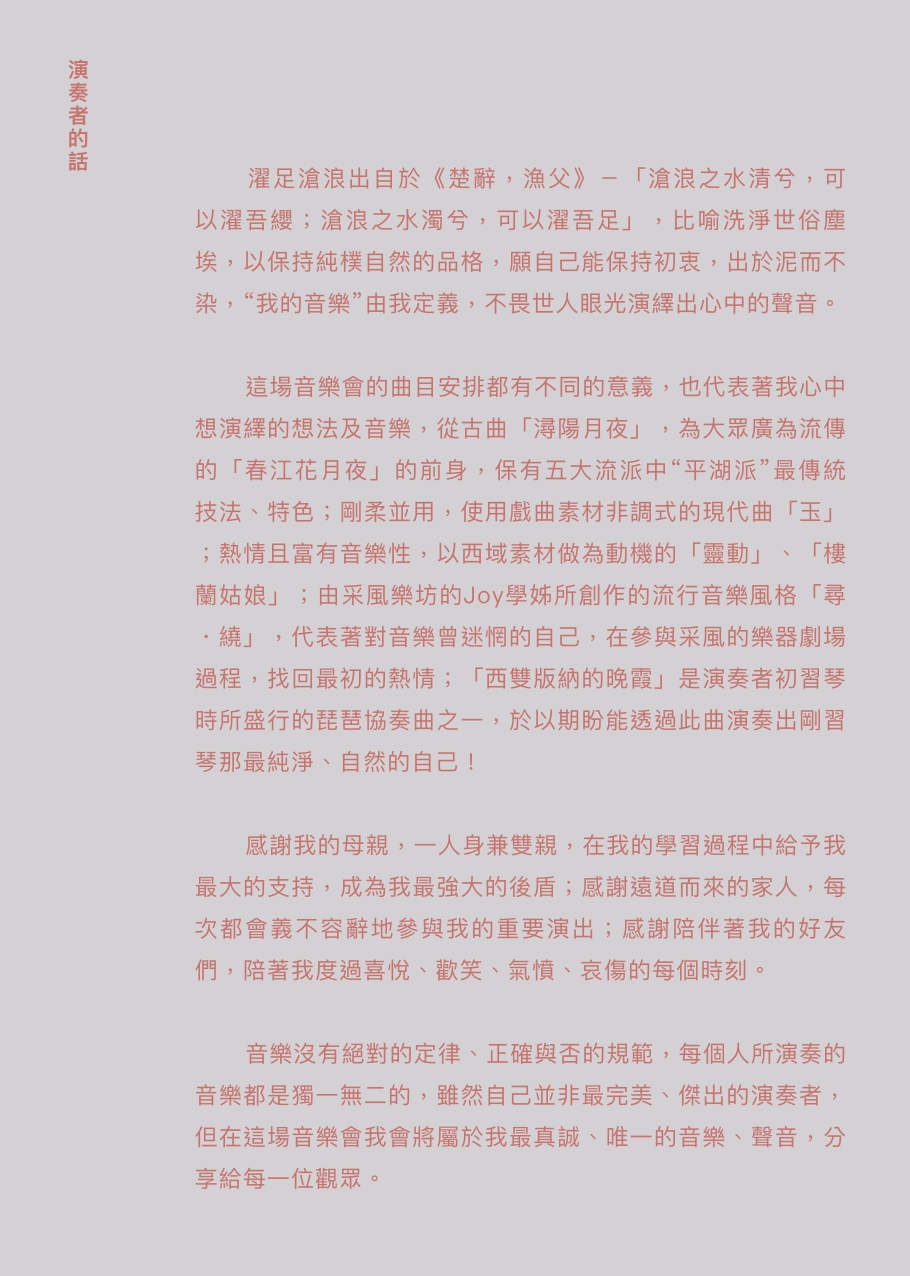 演奏者的話
濯足滄浪出自於《楚辭，漁父》－「滄浪之水清兮，可
以濯吾纓；滄浪之水濁兮，可以濯吾足」，比喻洗淨世俗塵
埃，以保持純樸自然的品格，願自己能保持初衷，出於泥而不
染，“我的音樂”由我定義，不畏世人眼光演繹出心中的聲音。
這場音樂會的曲目安排都有不同的意義，也代表著我心中
想演繹的想法及音樂，從古曲「潯陽月夜」，為大眾廣為流傳
的「春江花月夜」的前身，保有五大流派中“平湖派”最傳統
技法、特色；剛柔並用，使用戲曲素材非調式的現代曲「玉」
；熱情且富有音樂性，以西域素材做為動機的「靈動」、「樓
蘭姑娘」；由采風樂坊的Joy學姊所創作的流行音樂風格「尋
．繞」，代表著對音樂曾迷惘的自己，在參與采風的樂器劇場
過程，找回最初的熱情；「西雙版納的晚霞」是演奏者初習琴
時所盛行的琵琶協奏曲之一，於以期盼能透過此曲演奏出剛習
琴那最純淨、自然的自己！
感謝我的母親，一人身兼雙親，在我的學習過程中給予我
最大的支持，成為我最強大的後盾；感謝遠道而來的家人，每
次都會義不容辭地參與我的重要演出；感謝陪伴著我的好友
們，陪著我度過喜悅、歡笑、氣憤、哀傷的每個時刻。
音樂沒有絕對的定律、正確與否的規範，每個人所演奏的
音樂都是獨一無二的，雖然自己並非最完美、傑出的演奏者，
但在這場音樂會我會將屬於我最真誠、唯一的音樂、聲音，分
享給每一位觀眾。